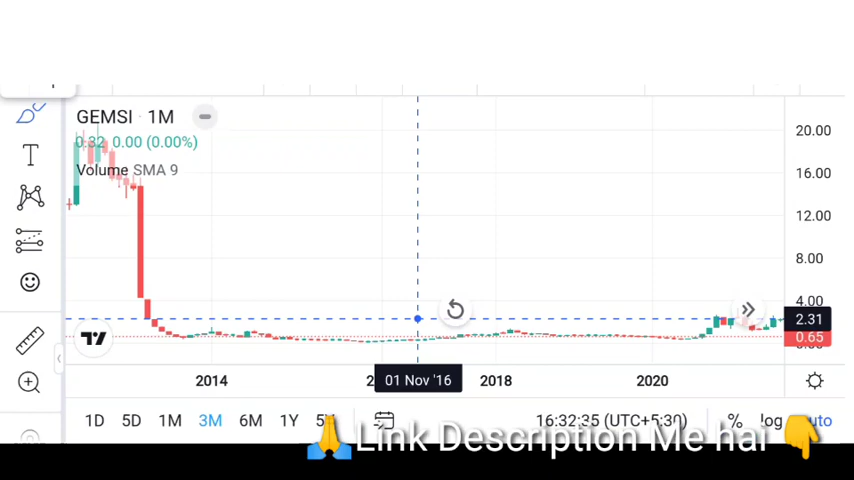 GEMSI · 1M
0.32 0.00 (0.00%)
Volume SMA 9
20.00
16.00
12.00
8.00
4.00
2.31
0.65
2014
01 Nov '16
2018
2020
1D 5D 1M 3M 6M 1Y
16:32:35 (UTC+5:30)
% log
🙏Link Description Me hai👇